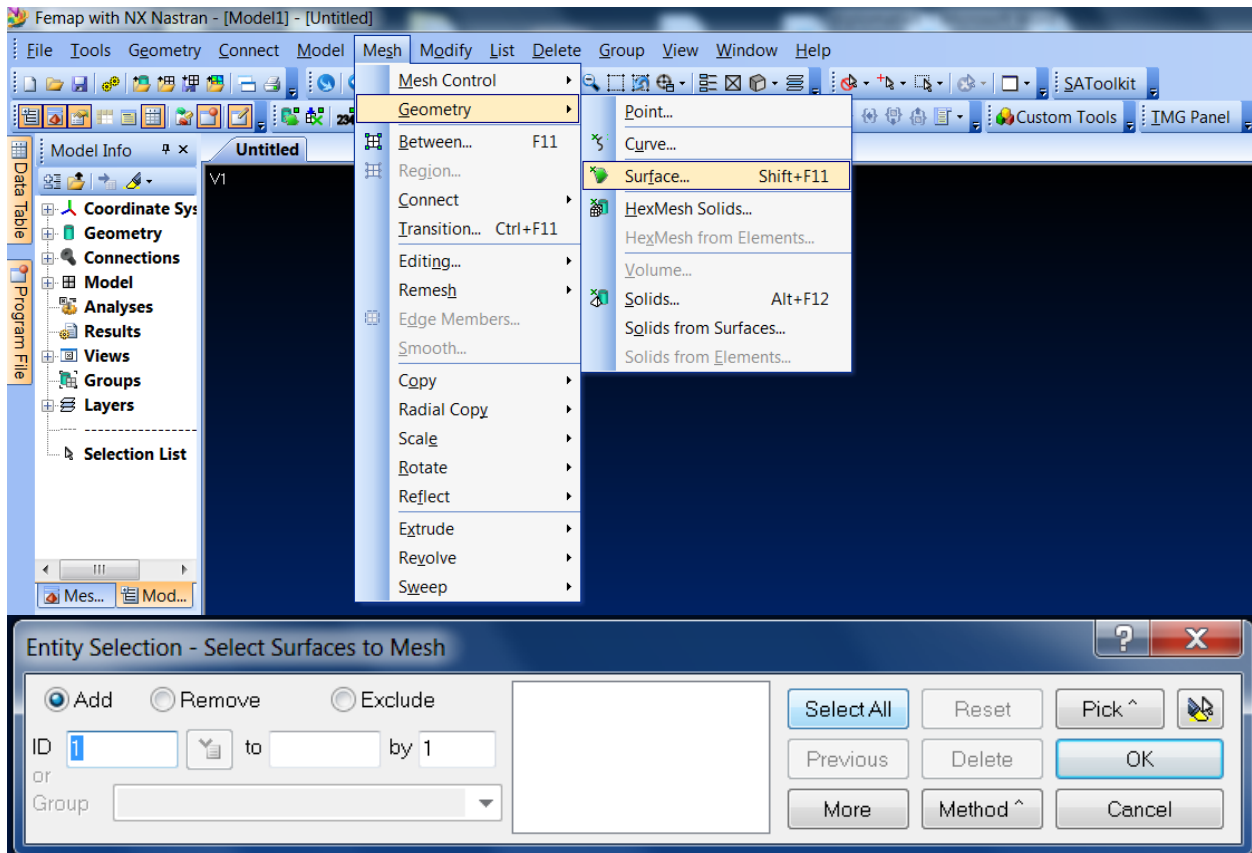 Femap with NX Nastran - [Model1] - [Untitled]
File Tools Geometry Connect Model Mesh Modify List Delete Group View Window Help
SAToolkit
Custom Tools TMG Panel
Data Table
Program File
Model Info
Untitled
V1
Coordinate Sys
Geometry
Connections
Model
Analyses
Results
Views
Groups
Layers
Selection List
Mes... Mod...
Mesh Control
Geometry
Between... F11
Region...
Connect
Transition... Ctrl+F11
Editing...
Remesh
Edge Members...
Smooth...
Copy
Radial Copy
Scale
Rotate
Reflect
Extrude
Revolve
Sweep
Point...
Curve...
Surface... Shift+F11
HexMesh Solids...
HexMesh from Elements...
Volume...
Solids... Alt+F12
Solids from Surfaces...
Solids from Elements...
Entity Selection - Select Surfaces to Mesh
Add Remove Exclude
ID 1 to by 1
or
Group
Select All Reset Pick ^
Previous Delete OK
More Method ^ Cancel